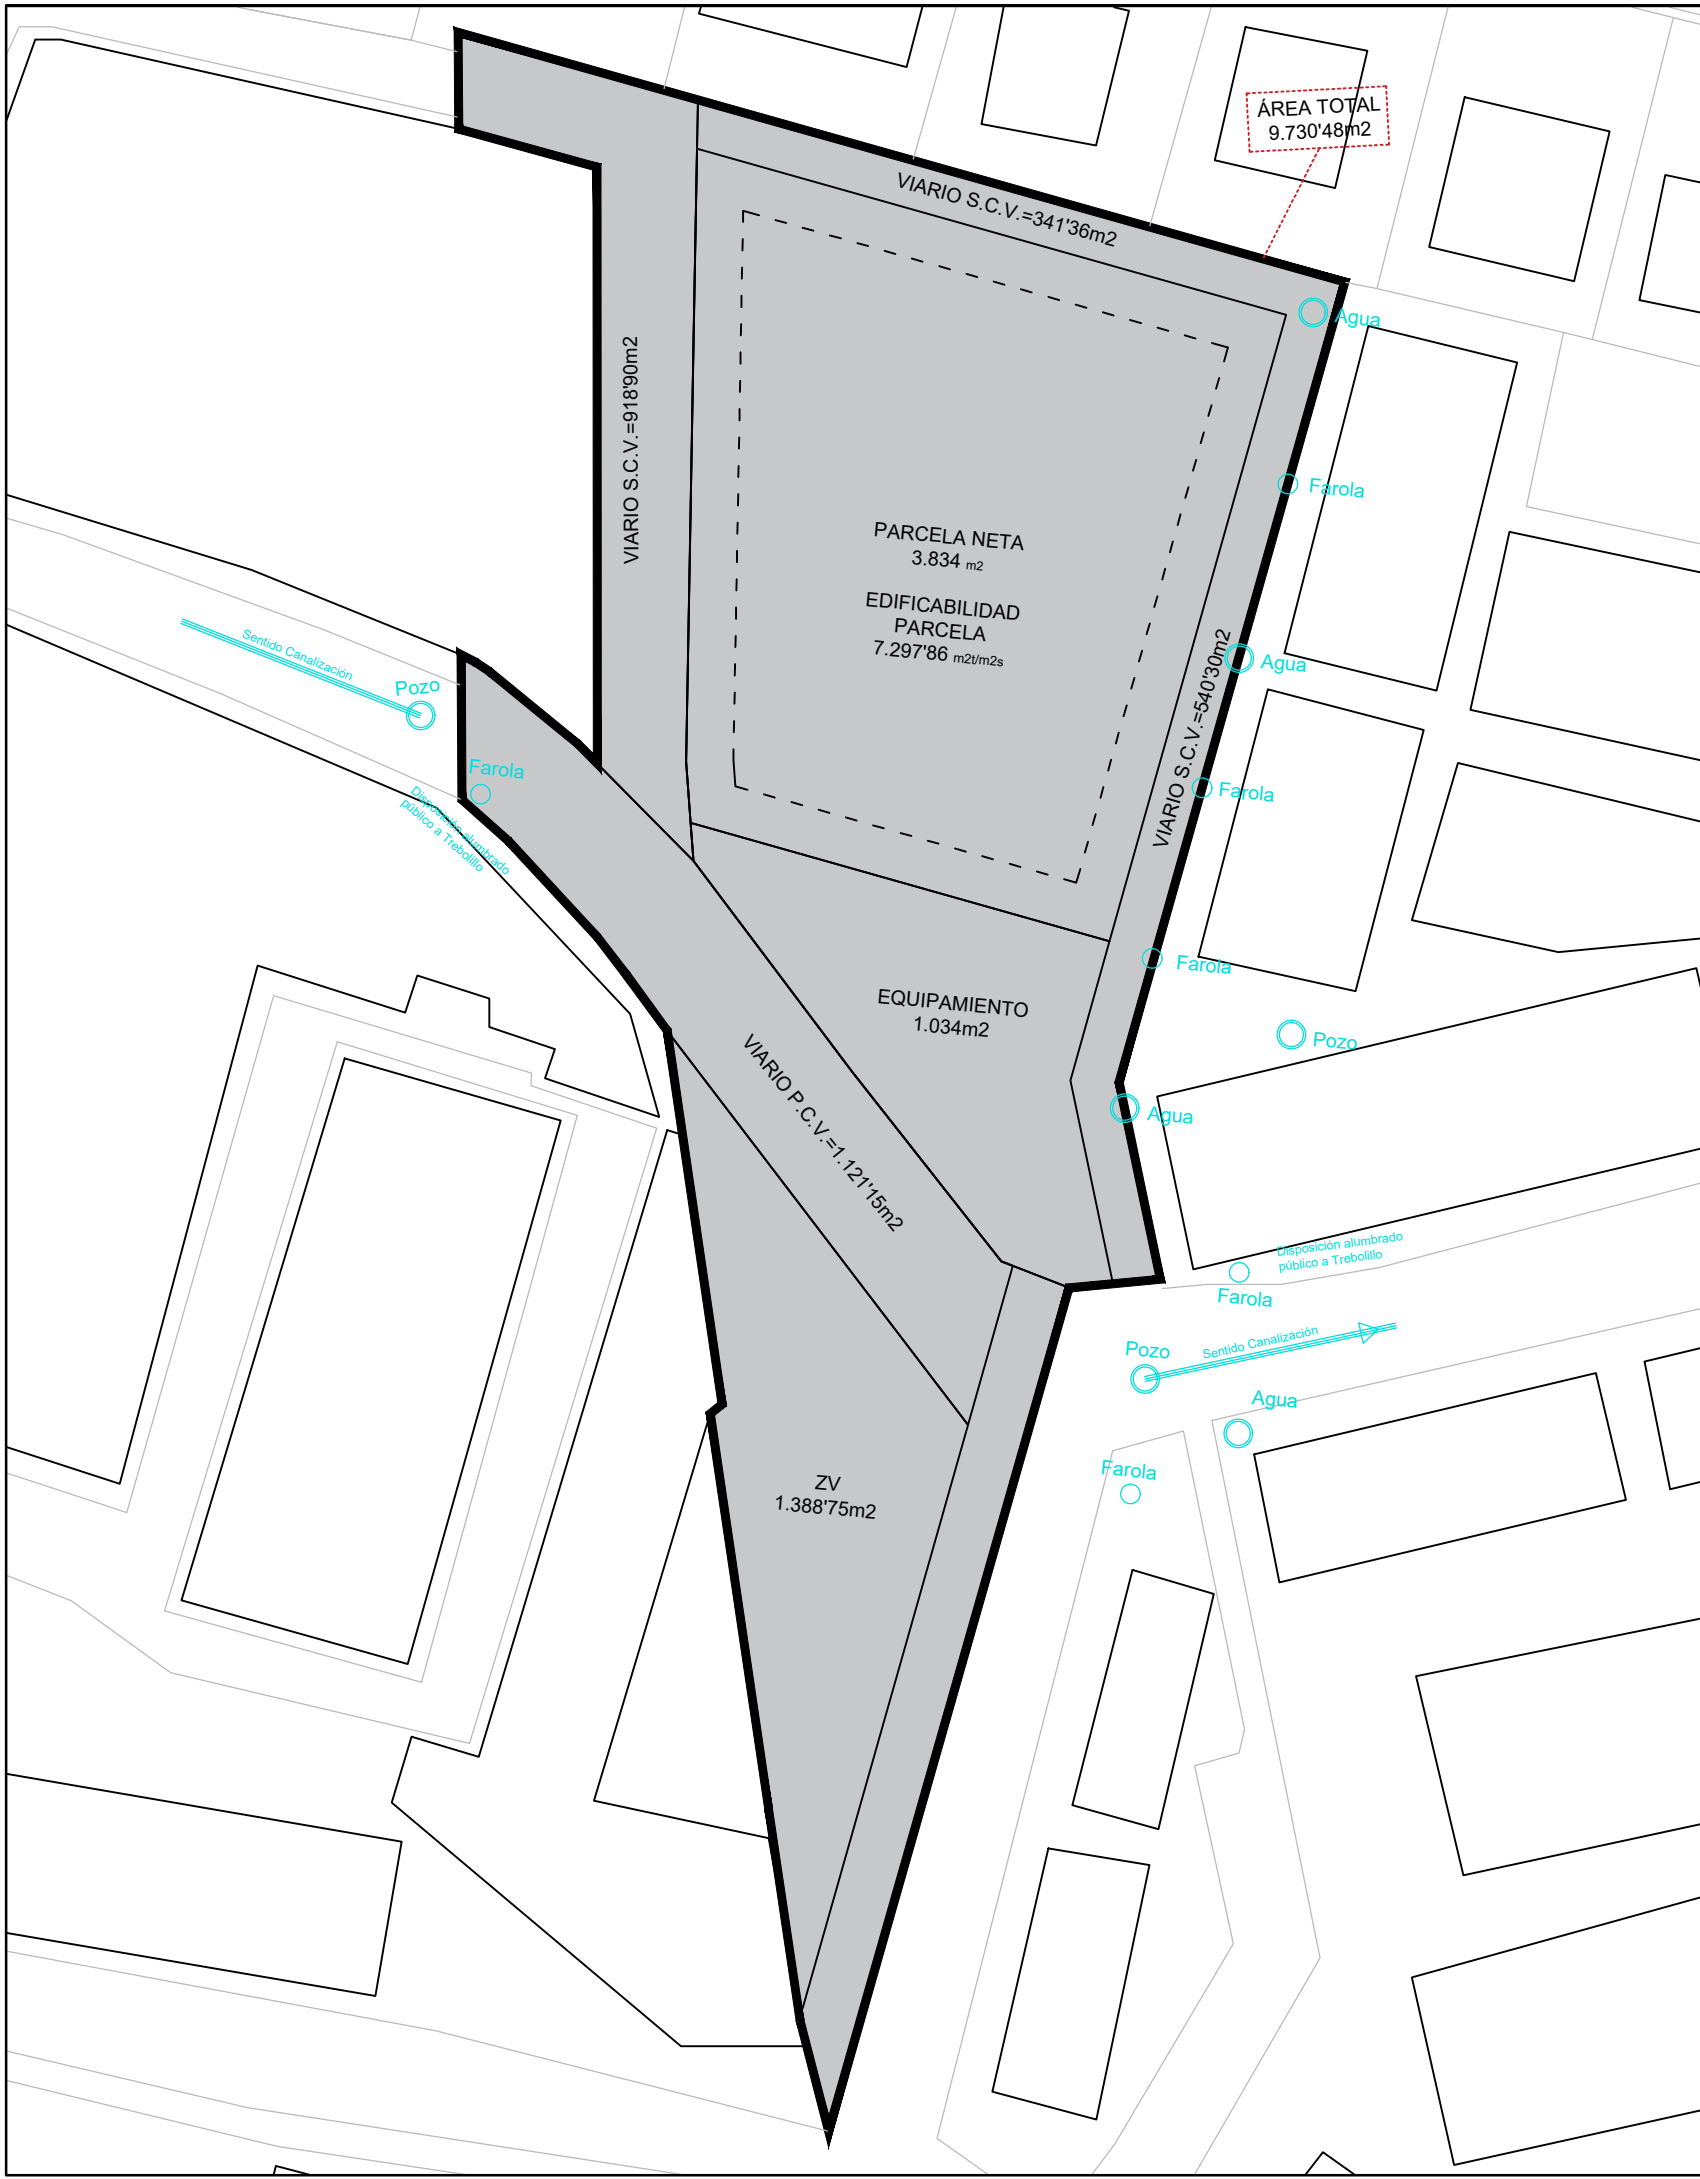 ÁREA TOTAL
9.730'48m2
VIARIO S.C.V.=341'36m2
Agua
VIARIO S.C.V.=918'90m2
Farola
PARCELA NETA
3.834 m2
EDIFICABILIDAD
PARCELA
7.297'86 m2t/m2s
Sentido Canalización
Pozo
VIARIO S.C.V.=540'30m2
Agua
Farola
Disposición alumbrado
público a Trebolillo
Farola
Farola
EQUIPAMIENTO
1.034m2
Pozo
VIARIO P.C.V.=1.121'15m2
Agua
Disposición alumbrado
público a Trebolillo
Farola
Pozo
Sentido Canalización
Agua
Farola
ZV
1.388'75m2